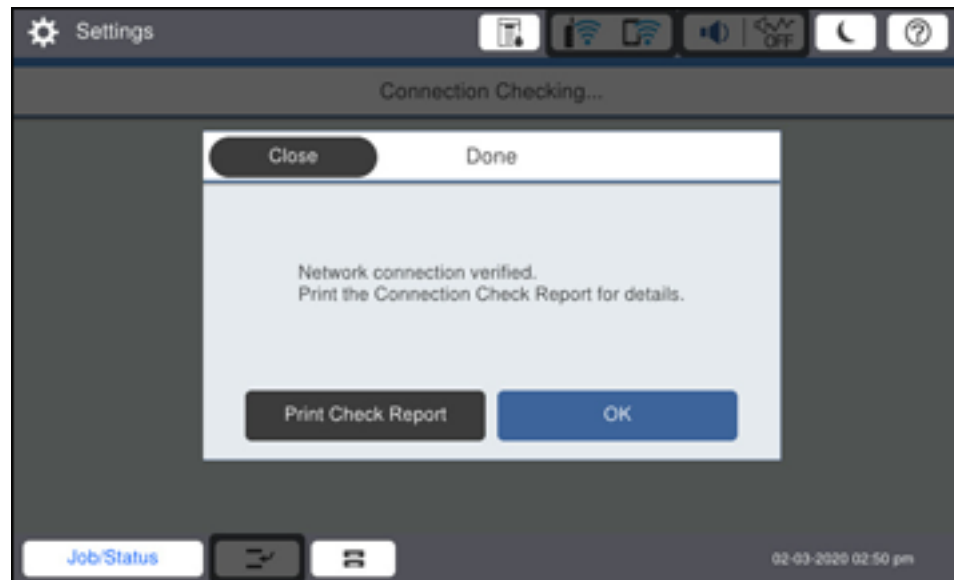 Settings
OFF
Connection Checking...
Close
Done
Network connection verified.
Print the Connection Check Report for details.
Print Check Report
OK
Job/Status
02-03-2020 02:50 pm